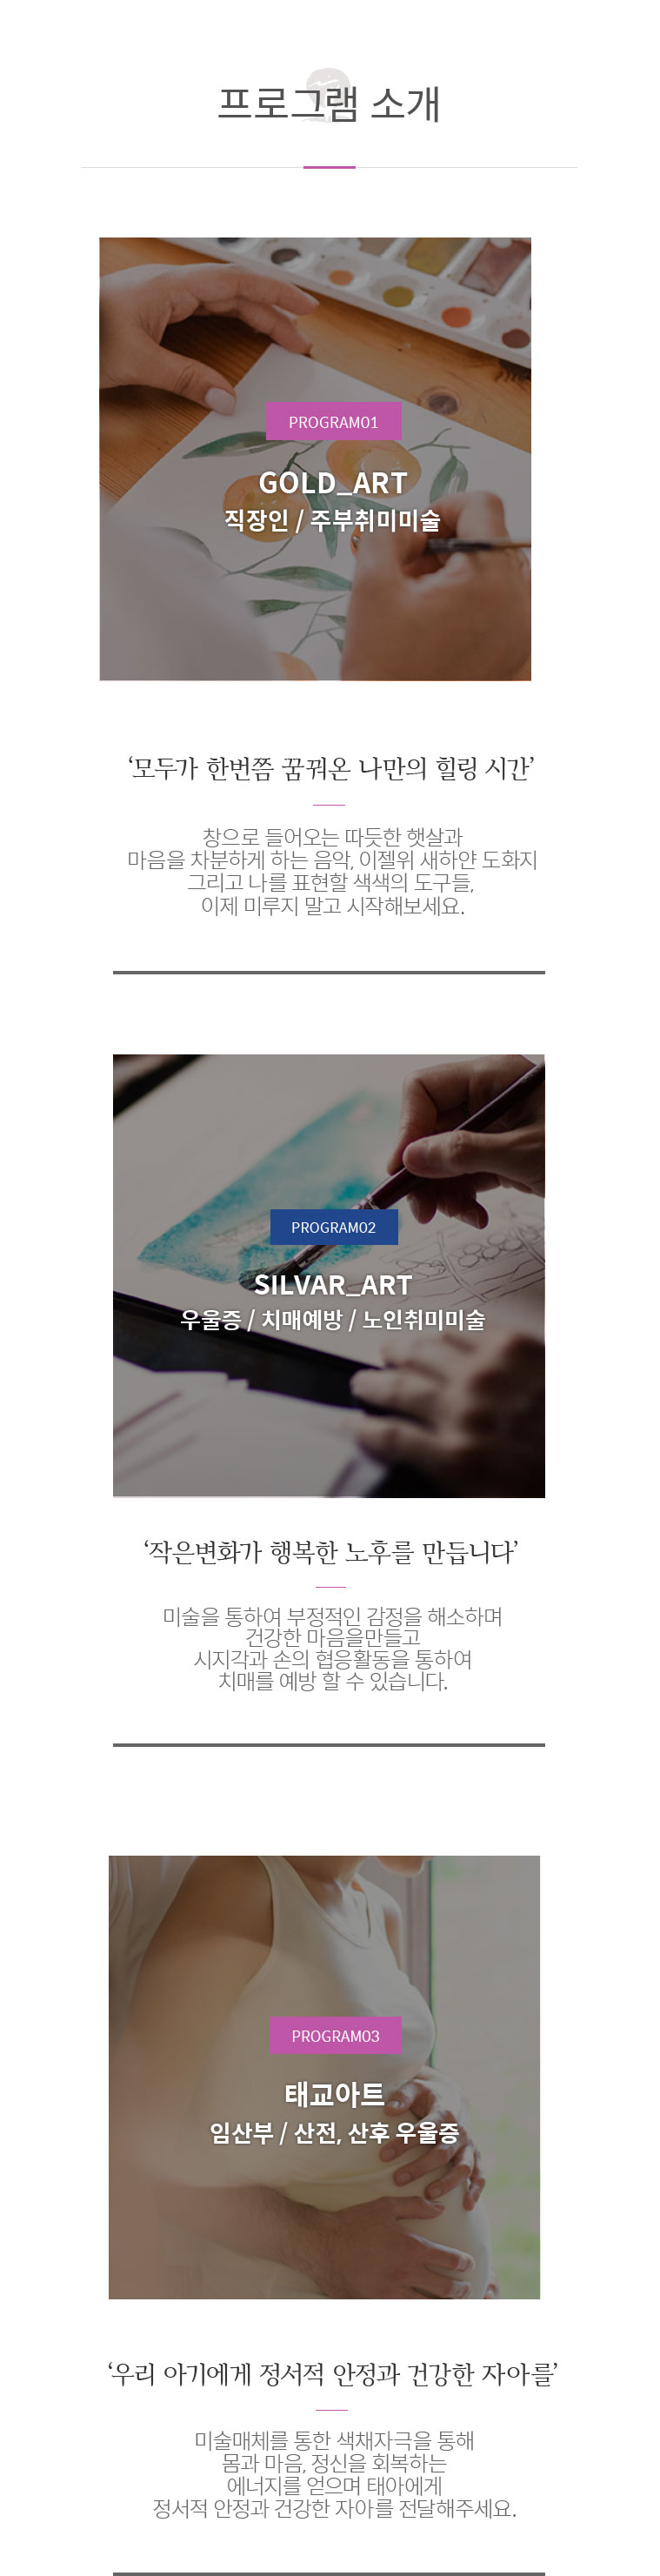 프로그램 소개
PROGRAM01
GOLD_ART
직장인 / 주부취미미술
‘모두가 한번쯤 꿈꿔온 나만의 힐링 시간’
창으로 들어오는 따듯한 햇살과
마음을 차분하게 하는 음악, 이젤위 새하얀 도화지
그리고 나를 표현할 색색의 도구들,
이제 미루지 말고 시작해보세요.
PROGRAM02
SILVAR_ART
우울증 / 치매예방 / 노인취미미술
‘작은변화가 행복한 노후를 만듭니다’
미술을 통하여 부정적인 감정을 해소하며
건강한 마음을만들고
시지각과 손의 협응활동을 통하여
치매를 예방 할 수 있습니다.
PROGRAM03
태교아트
임산부 / 산전, 산후 우울증
‘우리 아기에게 정서적 안정과 건강한 자아를’
미술매체를 통한 색채자극을 통해
몸과 마음, 정신을 회복하는
에너지를 얻으며 태아에게
정서적 안정과 건강한 자아를 전달해주세요.